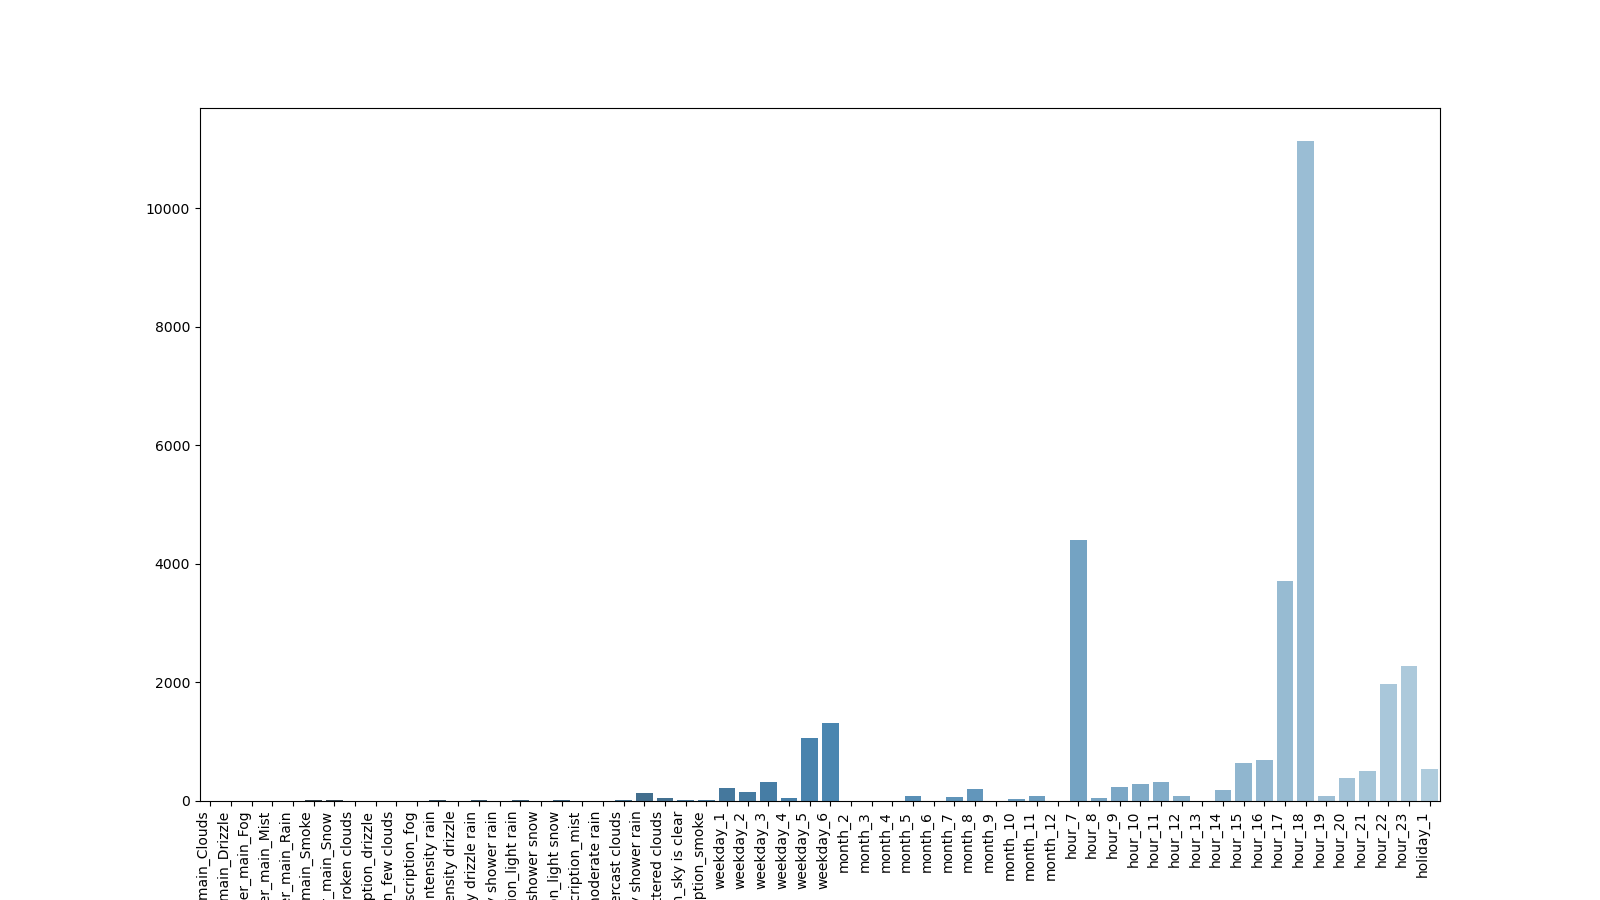 10000
8000
6000
4000
2000
0
main_Clouds
main_Drizzle
er_main_Fog
er_main_Mist
er_main_Rain
main_Smoke
_main_Snow
roken clouds
ption_drizzle
n_few clouds
scription_fog
ntensity rain
ensity drizzle
y drizzle rain
shower rain
ion_light rain
shower snow
on_light snow
cription_mist
noderate rain
ercast clouds
shower rain
ttered clouds
n_sky is clear
ption_smoke
weekday_1
weekday_2
weekday_3
weekday_4
weekday_5
weekday_6
month_2
month_3
month_4
month_5
month_6
month_7
month_8
month_9
month_10
month_11
month_12
hour_7
hour_8
hour_9
hour_10
hour_11
hour_12
hour_13
hour_14
hour_15
hour_16
hour_17
hour_18
hour_19
hour_20
hour_21
hour_22
hour_23
holiday_1